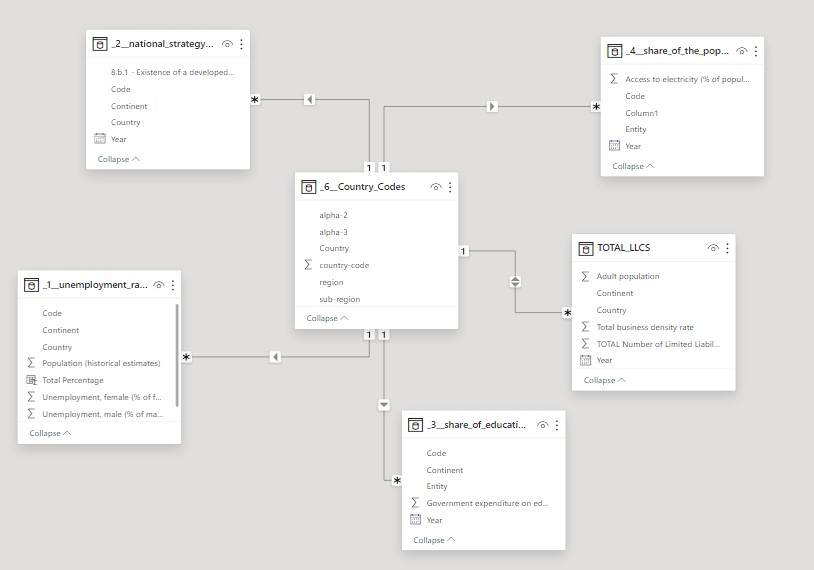 _2__national_strategy...
8.b.1 - Existence of a developed...
Code
Continent
Country
Year
Collapse
*
1
1
*
_4__share_of_the_pop...
Access to electricity (% of popul...
Code
Column1
Entity
Year
Collapse
_6__Country_Codes
alpha-2
alpha-3
Country
country-code
region
sub-region
Collapse
1
1
1
*
TOTAL_LLCS
Adult population
Continent
Country
Total business density rate
TOTAL Number of Limited Liabil...
Year
Collapse
_1__unemployment_ra...
Code
Continent
Country
Population (historical estimates)
Total Percentage
Unemployment, female (% of f...
Unemployment, male (% of ma...
Collapse
*
*
_3__share_of_educati...
Code
Continent
Entity
Government expenditure on ed...
Year
Collapse